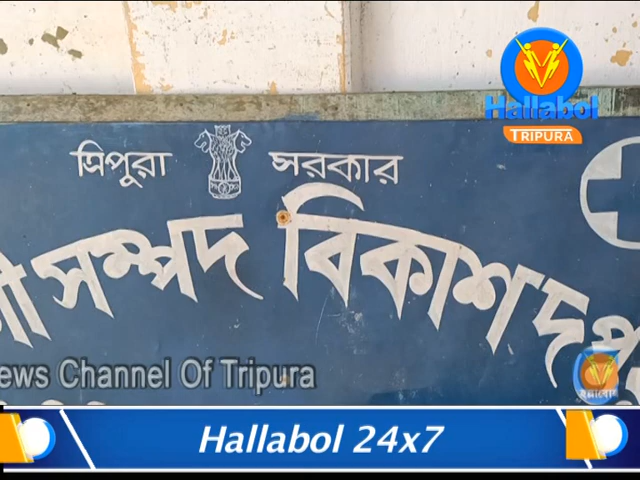 Hallabol
TRIPURA
ত্রিপুরা সরকার
সম্পদ বিকাশ
ews Channel Of Tripura
Hallabol 24x7